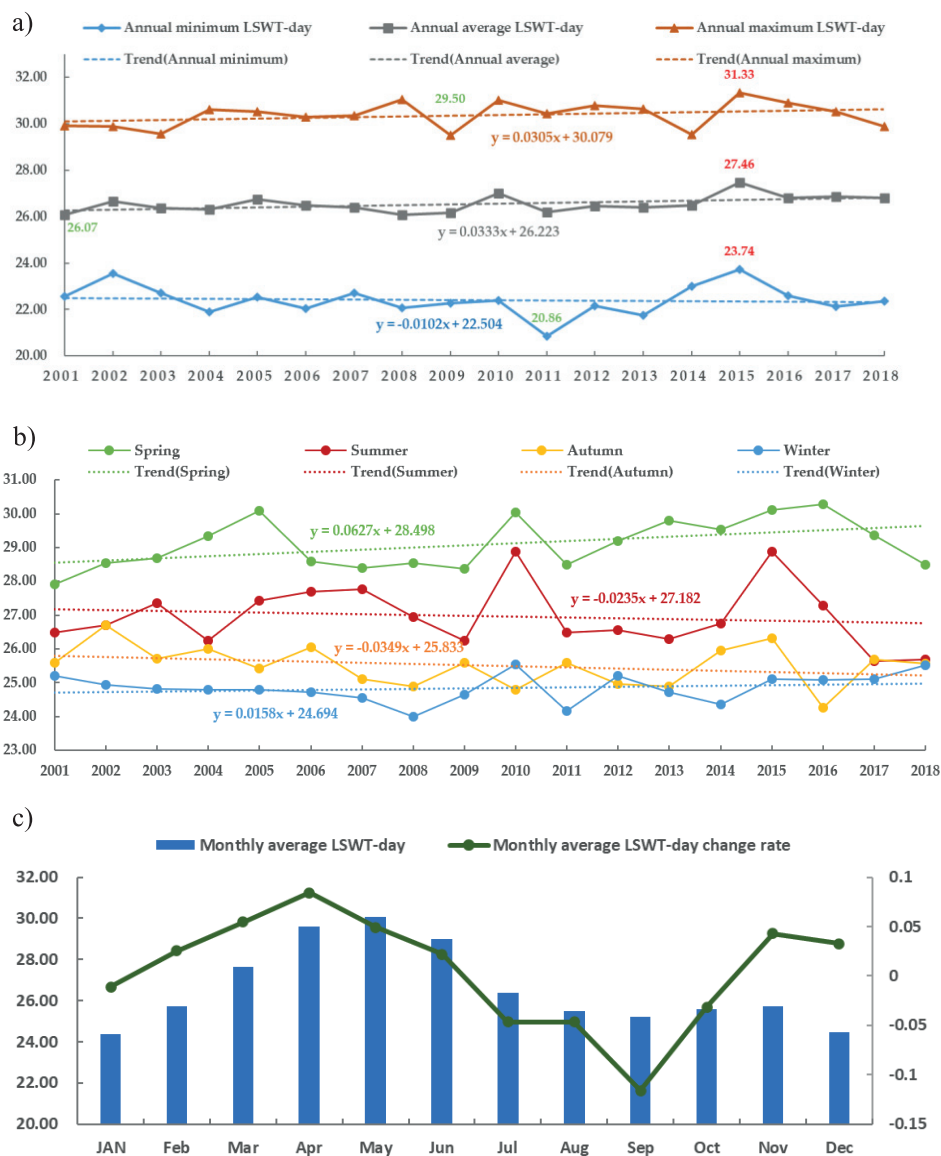 a)
Annual minimum LSWT-day Annual average LSWT-day Annual maximum LSWT-day
Trend(Annual minimum) Trend(Annual average) Trend(Annual maximum)
32.00
31.33
29.50
30.00
y = 0.0305x + 30.079
28.00
27.46
26.00
26.07
y = 0.0333x + 26.223
24.00
23.74
22.00
y = -0.0102x + 22.504
20.86
20.00
2001 2002 2003 2004 2005 2006 2007 2008 2009 2010 2011 2012 2013 2014 2015 2016 2017 2018
b)
Spring Summer Autumn Winter
Trend(Spring) Trend(Summer) Trend(Autumn) Trend(Winter)
31.00
30.00
y = 0.0627x + 28.498
29.00
28.00
y = -0.0235x + 27.182
27.00
26.00
y = -0.0349x + 25.833
25.00
24.00
y = 0.0158x + 24.694
23.00
2001 2002 2003 2004 2005 2006 2007 2008 2009 2010 2011 2012 2013 2014 2015 2016 2017 2018
c)
Monthly average LSWT-day Monthly average LSWT-day change rate
32.00 0.1
30.00 0.05
28.00 0
26.00 -0.05
24.00 -0.1
22.00 -0.15
20.00
JAN Feb Mar Apr May Jun Jul Aug Sep Oct Nov Dec